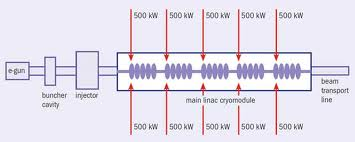 500 kW 500 kW 500 kW 500 kW 500 kW
e-gun
buncher
cavity
injector
main linac cryomodule
beam
transport
line
500 kW 500 kW 500 kW 500 kW 500 kW